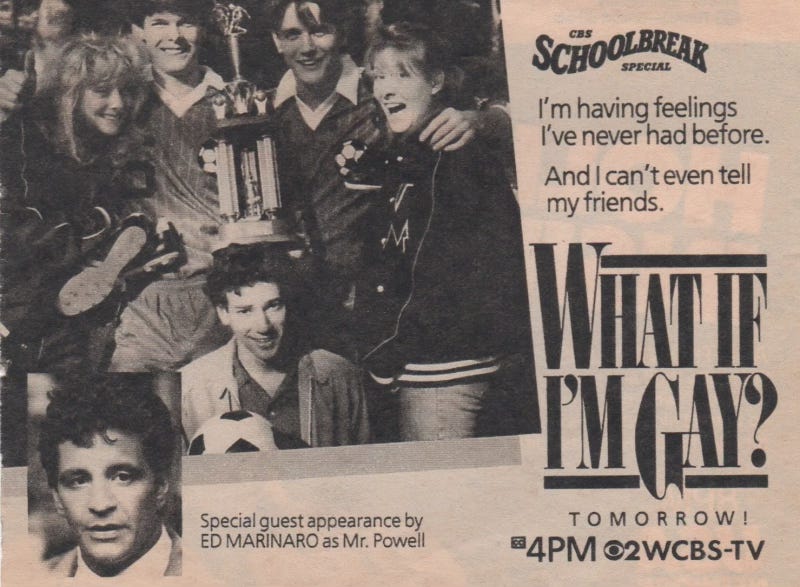 CBS
SCHOOLBREAK
SPECIAL
I'm having feelings
I've never had before.
And I can't even tell
my friends.
WHAT IF
I'M GAY?
TOMORROW!
4PM 2WCBS-TV
Special guest appearance by
ED MARINARO as Mr. Powell